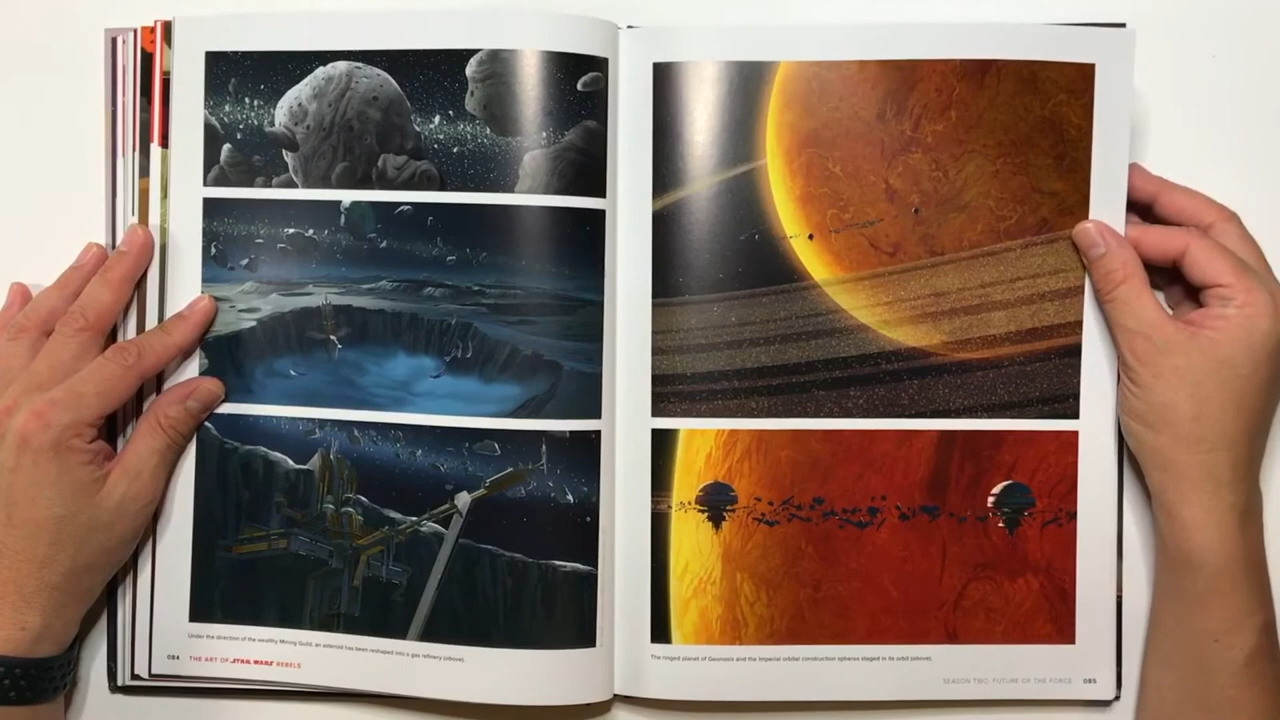 Under the direction of the wealthy Mining Guild, an asteroid has been reshaped into a gas refinery (above).
084 THE ART OF STAR WARS REBELS
The ringed planet of Geonosis and the Imperial orbital construction spheres staged in its orbit (above).
SEASON TWO: FUTURE OF THE FORCE 085